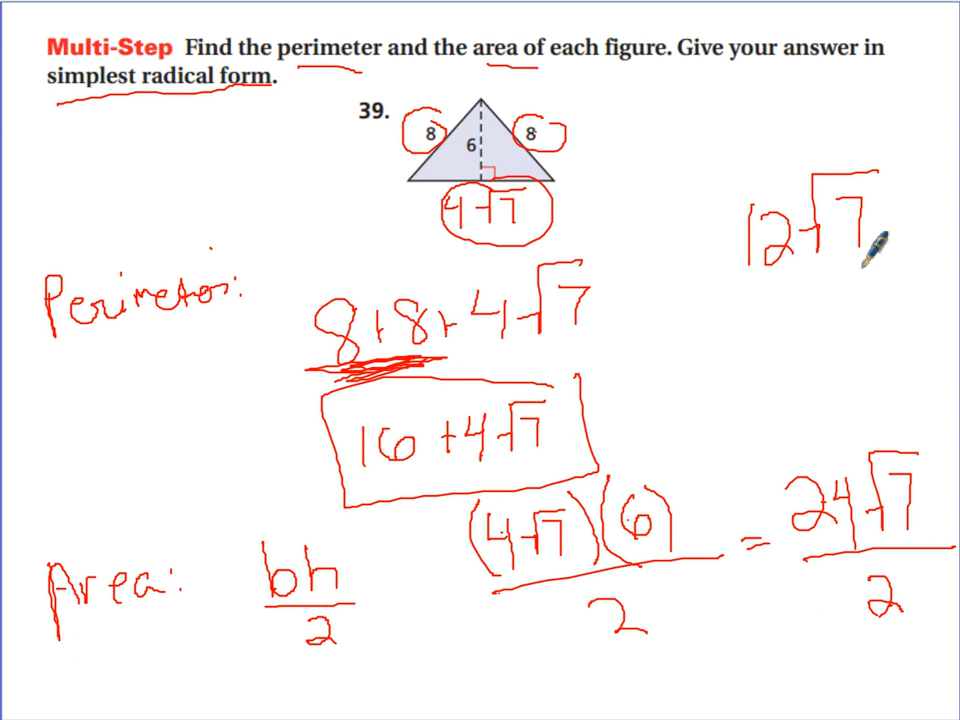 Multi-Step Find the perimeter and the area of each figure. Give your answer in
simplest radical form.
39.
8 6 8
4√7
12√7
Perimeter:
8+8+4√7
16+4√7
Area: bh/2 (4√7)(6)/2 = 24√7/2